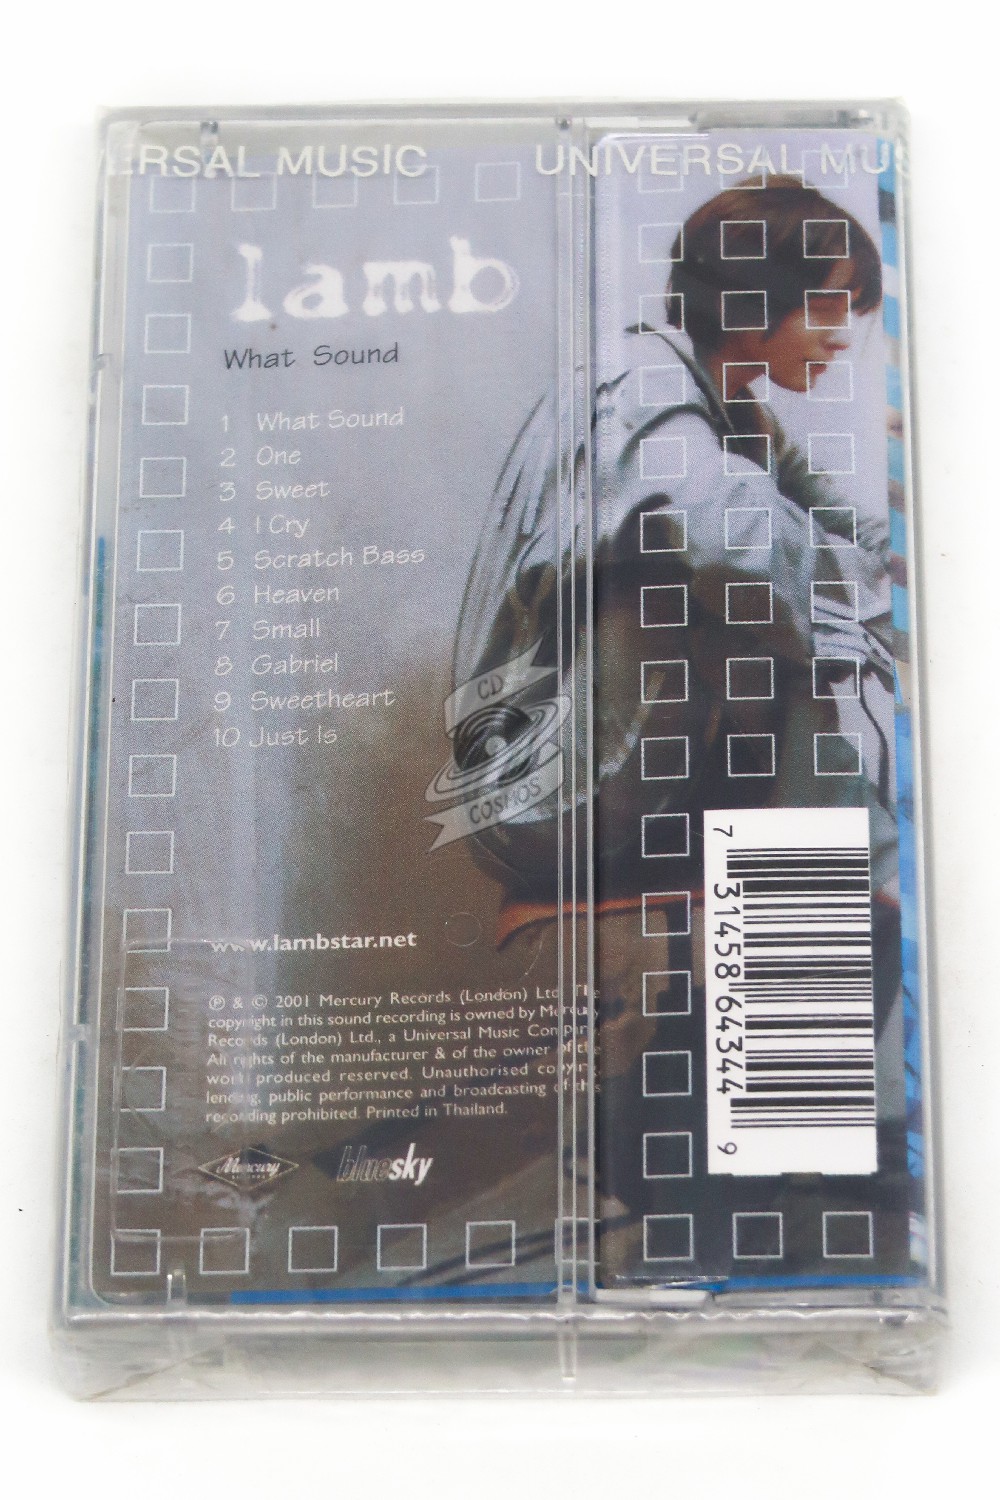 ERSAL MUSIC UNIVERSAL MUS
lamb
What Sound
1 What Sound
2 One
3 Sweet
4 I Cry
5 Scratch Bass
6 Heaven
7 Small
8 Gabriel
9 Sweetheart
10 Just Is
CD
COSMOS
www.lambstar.net
℗ & © 2001 Mercury Records (London) Ltd. The
copyright in this sound recording is owned by Mercury
Records (London) Ltd., a Universal Music Company.
All rights of the manufacturer & of the owner of the
work produced reserved. Unauthorised copying,
lending, public performance and broadcasting of this
recording prohibited. Printed in Thailand.
Mercury
RECORDS
bluesky
7 31458 64344 9